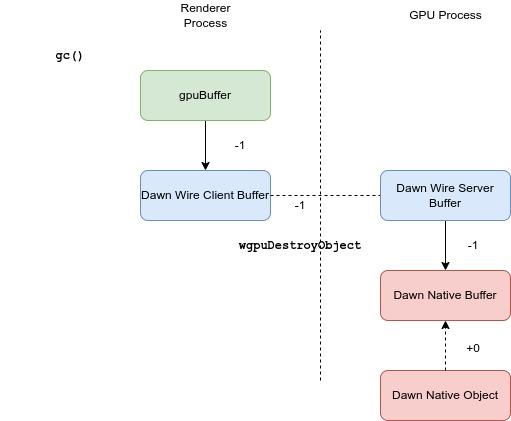 Renderer
Process
GPU Process
gc()
gpuBuffer
-1
Dawn Wire Client Buffer
-1
Dawn Wire Server
Buffer
wgpuDestroyObject
-1
Dawn Native Buffer
+0
Dawn Native Object